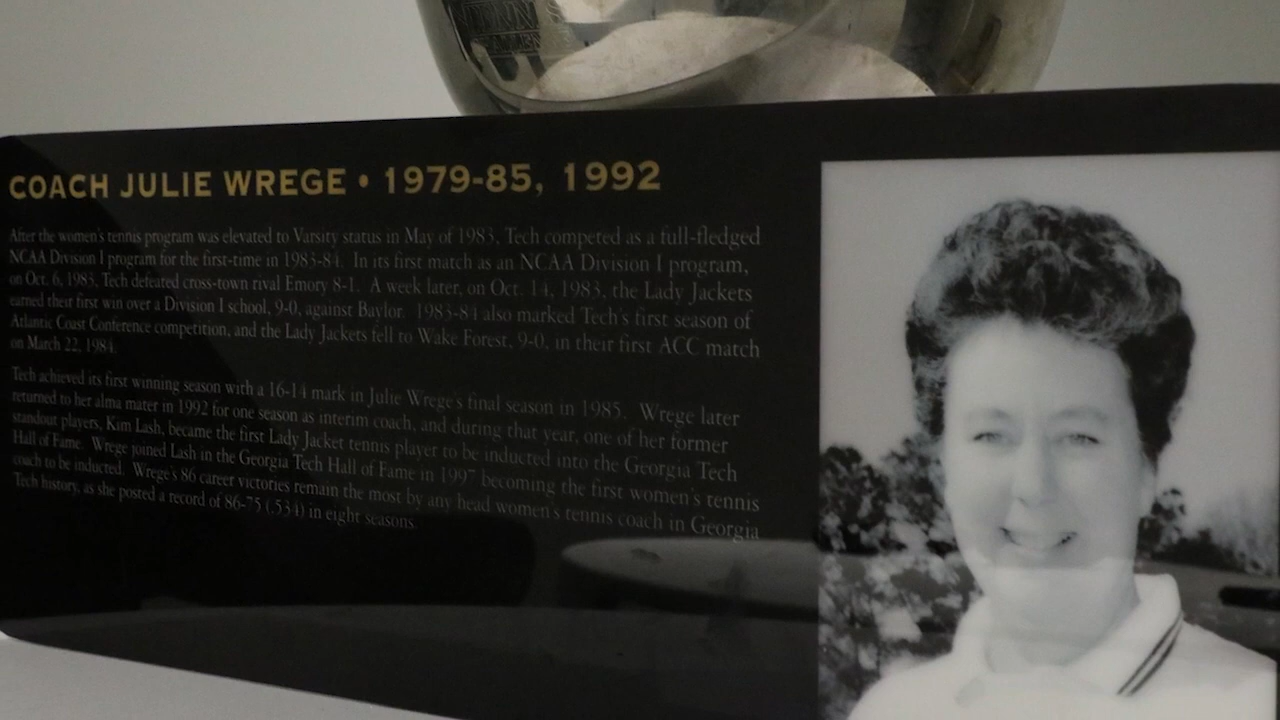 COACH JULIE WREGE • 1979-85, 1992
After the women's tennis program was elevated to Varsity status in May of 1983, Tech competed as a full-fledged
NCAA Division I program for the first-time in 1983-84. In its first match as an NCAA Division I program,
on Oct. 6, 1983, Tech defeated cross-town rival Emory 8-1. A week later, on Oct. 14, 1983, the Lady Jackets
earned their first win over a Division I school, 9-0, against Baylor. 1983-84 also marked Tech's first season of
Atlantic Coast Conference competition, and the Lady Jackets fell to Wake Forest, 9-0, in their first ACC match
on March 22, 1984.
Tech achieved its first winning season with a 16-14 mark in Julie Wrege's final season in 1985. Wrege later
returned to her alma mater in 1992 for one season as interim coach, and during that year, one of her former
standout players, Kim Lash, became the first Lady Jacket tennis player to be inducted into the Georgia Tech
Hall of Fame. Wrege joined Lash in the Georgia Tech Hall of Fame in 1997 becoming the first women's tennis
coach to be inducted. Wrege's 86 career victories remain the most by any head women's tennis coach in Georgia
Tech history, as she posted a record of 86-75 (.534) in eight seasons.